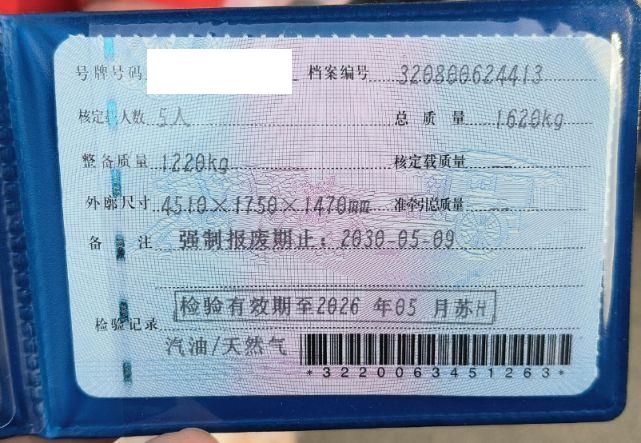 号牌号码 档案编号 320800624413
核定载人数 5人 总质量 1620kg
整备质量 1220kg 核定载质量 --
外廓尺寸 4510×1750×1470mm 准牵引总质量 --
备注 强制报废期止：2030-05-09
检验有效期至2026 年05 月苏H
检验记录
汽油/天然气
*3220063451263*